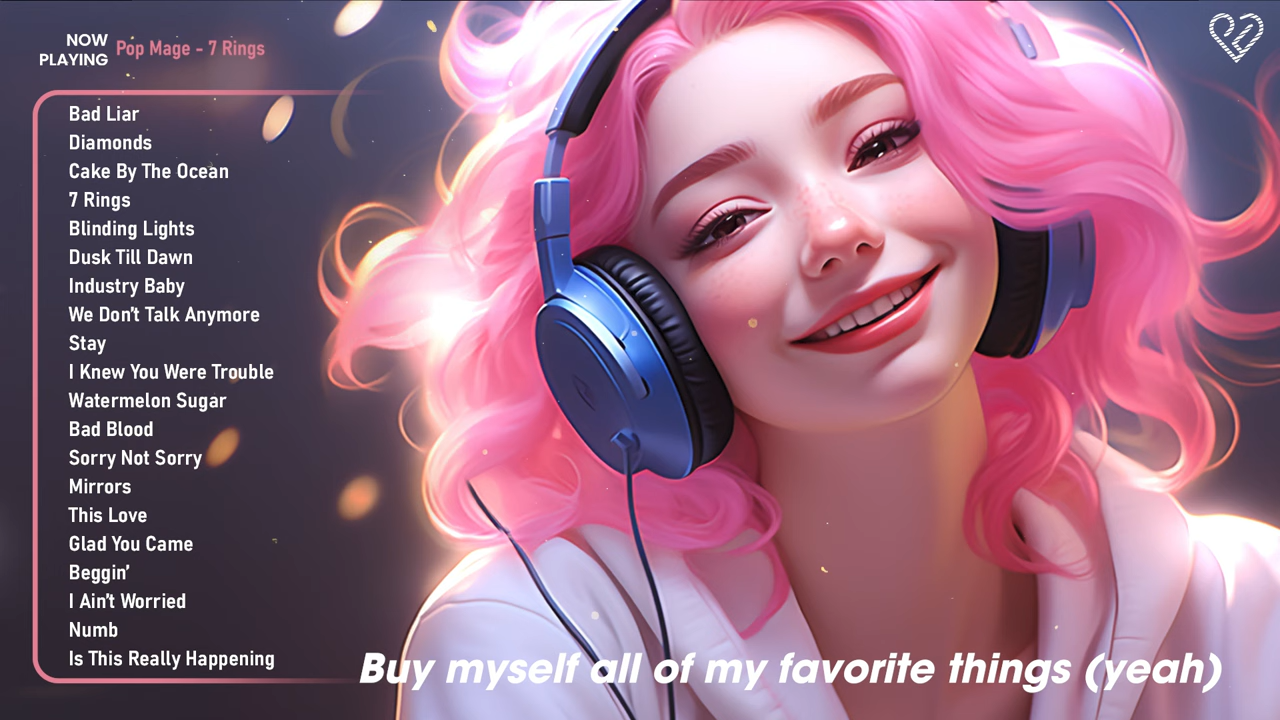 NOW
PLAYING
Pop Mage - 7 Rings
Bad Liar
Diamonds
Cake By The Ocean
7 Rings
Blinding Lights
Dusk Till Dawn
Industry Baby
We Don't Talk Anymore
Stay
I Knew You Were Trouble
Watermelon Sugar
Bad Blood
Sorry Not Sorry
Mirrors
This Love
Glad You Came
Beggin'
I Ain't Worried
Numb
Is This Really Happening
Buy myself all of my favorite things (yeah)